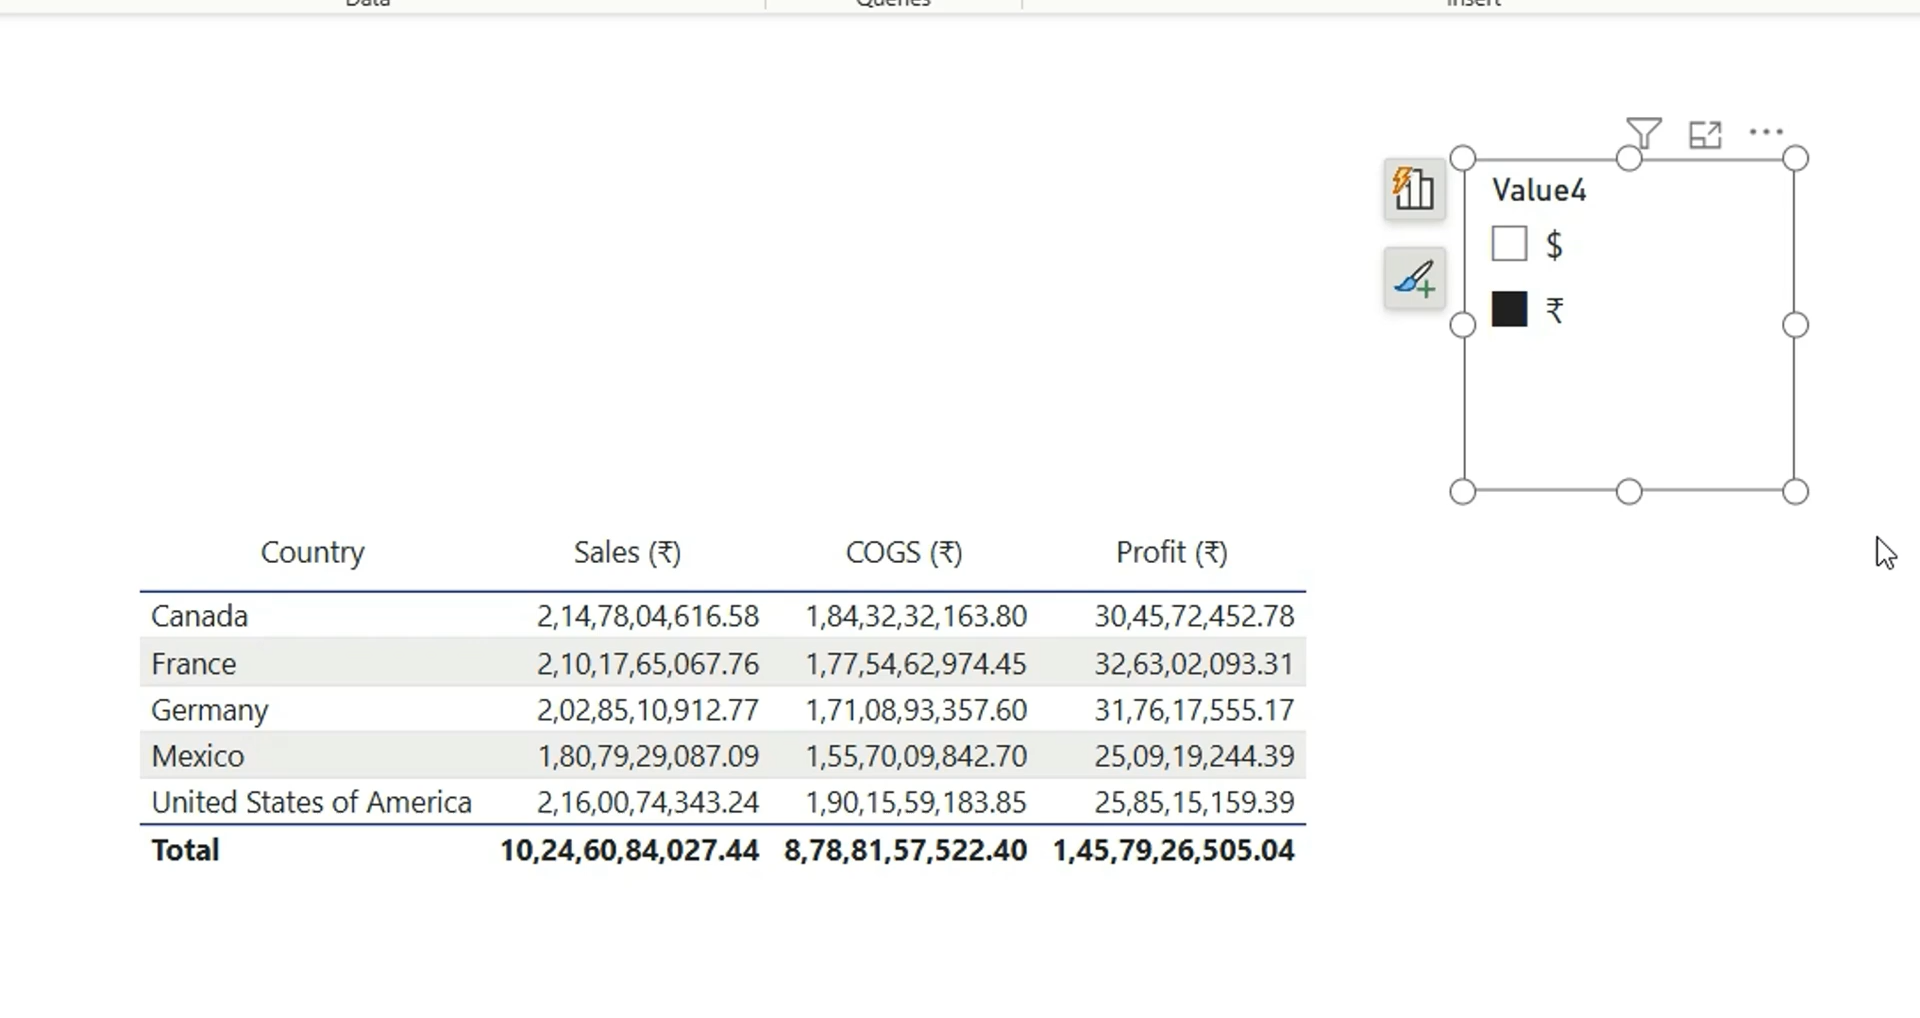 Data Queries Insert
Value4
$
₹
Country Sales (₹) COGS (₹) Profit (₹)
Canada 2,14,78,04,616.58 1,84,32,32,163.80 30,45,72,452.78
France 2,10,17,65,067.76 1,77,54,62,974.45 32,63,02,093.31
Germany 2,02,85,10,912.77 1,71,08,93,357.60 31,76,17,555.17
Mexico 1,80,79,29,087.09 1,55,70,09,842.70 25,09,19,244.39
United States of America 2,16,00,74,343.24 1,90,15,59,183.85 25,85,15,159.39
Total 10,24,60,84,027.44 8,78,81,57,522.40 1,45,79,26,505.04